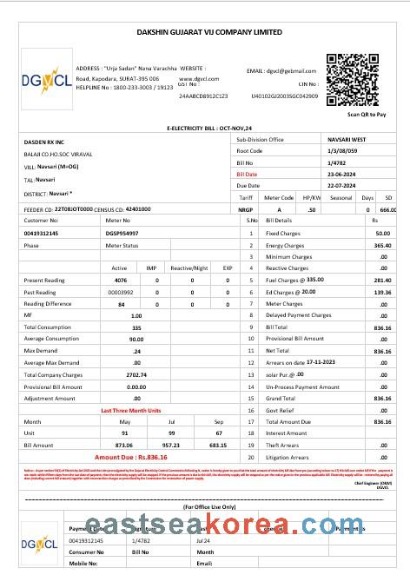 DAKSHIN GUJARAT VIJ COMPANY LIMITED
DGVCL
ADDRESS : "Urja Sadan" Nana Varachha WEBSITE :
Road, Kapodara, SURAT-395 006 www.dgvcl.com
HELPLINE No : 1800-233-3003 / 19123
EMAIL : dgvcl@gebmail.com
24AABCD8912C1Z3
CIN No :
U40102GJ2003SGC042909
Scan QR to Pay
E-ELECTRICITY BILL : OCT-NOV,24
DASDEN RX INC
BALAJI CO.HO.SOC VIRAVAL
VILL: Navsari (M+OG)
TAL: Navsari
DISTRICT: Navsari *
Sub-Division Office NAVSARI WEST
Root Code 1/3/08/059
Bill No 1/4782
Bill Date 23-06-2024
Due Date 22-07-2024
Tariff Meter Code HP/KW Seasonal Days SD
NRGP A .50 0 666.00
FEEDER CD: 22T08JOT0000 CENSUS CD: 42401000
Customer No Meter No
00419312145 DGSP954997
Phase Meter Status
Active IMP Reactive/Night EXP
Present Reading 4076 0 0 0
Past Reading 00003992 0 0 0
Reading Difference 84 0 0 0
Mf 1.00
Total Consumption 335
Average Consumption 90.00
Max Demand .24
Average Max Demand .00
Total Company Charges 2702.74
Provisional Bill Amount 0.00.00
Adjustment Amount .00
Last Three Month Units
Month May Jun Jul
Unit 91 99 67
Bill Amount 873.06 957.23 683.15
Amount Due : Rs.836.16
S.No Bill Details Rs
1 Fixed Charges 50.00
2 Energy Charges 365.40
3 Minimum Charges .00
4 Reactive Charges .00
5 Fuel Charges @ 335.00 281.40
6 Ed Charges @ 20.00 139.36
7 Meter Charges .00
8 Delayed Payment Charges .00
9 Bill Total 836.16
10 Provisional Bill Amount .00
11 Net Total 836.16
12 Arrears on date 17-11-2023 .00
13 solar Pur.@ .00 .00
14 Un-Process Payment Amount .00
15 Grand Total 836.16
16 Govt Relief .00
17 Total Amount Due 836.16
18 Interest Amount
19 Theft Arrears .00
20 Litigation Arrears .00
Chief Engineer (O&M)
DGVCL
(For Office Use Only)
DGVCL
00419312145 1/4782 Jul 24
Consumer No Bill No Month
Mobile No: Email:
eastseakorea.com